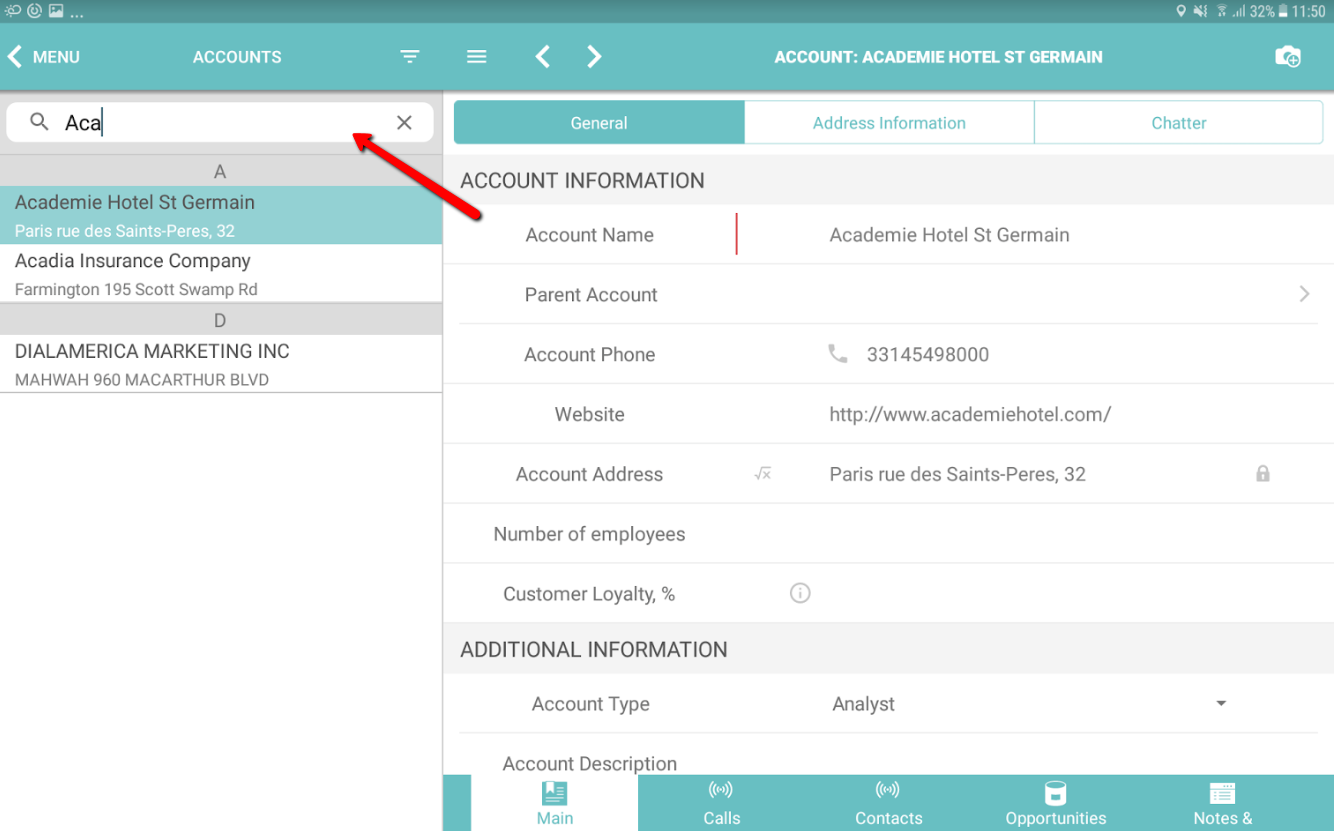 ... 32% 11:50
MENU ACCOUNTS
ACCOUNT: ACADEMIE HOTEL ST GERMAIN
Aca
A
Academie Hotel St Germain
Paris rue des Saints-Peres, 32
Acadia Insurance Company
Farmington 195 Scott Swamp Rd
D
DIALAMERICA MARKETING INC
MAHWAH 960 MACARTHUR BLVD
General Address Information Chatter
ACCOUNT INFORMATION
Account Name Academie Hotel St Germain
Parent Account
Account Phone 33145498000
Website http://www.academiehotel.com/
Account Address √x Paris rue des Saints-Peres, 32
Number of employees
Customer Loyalty, %
ADDITIONAL INFORMATION
Account Type Analyst
Account Description
Main Calls Contacts Opportunities Notes &